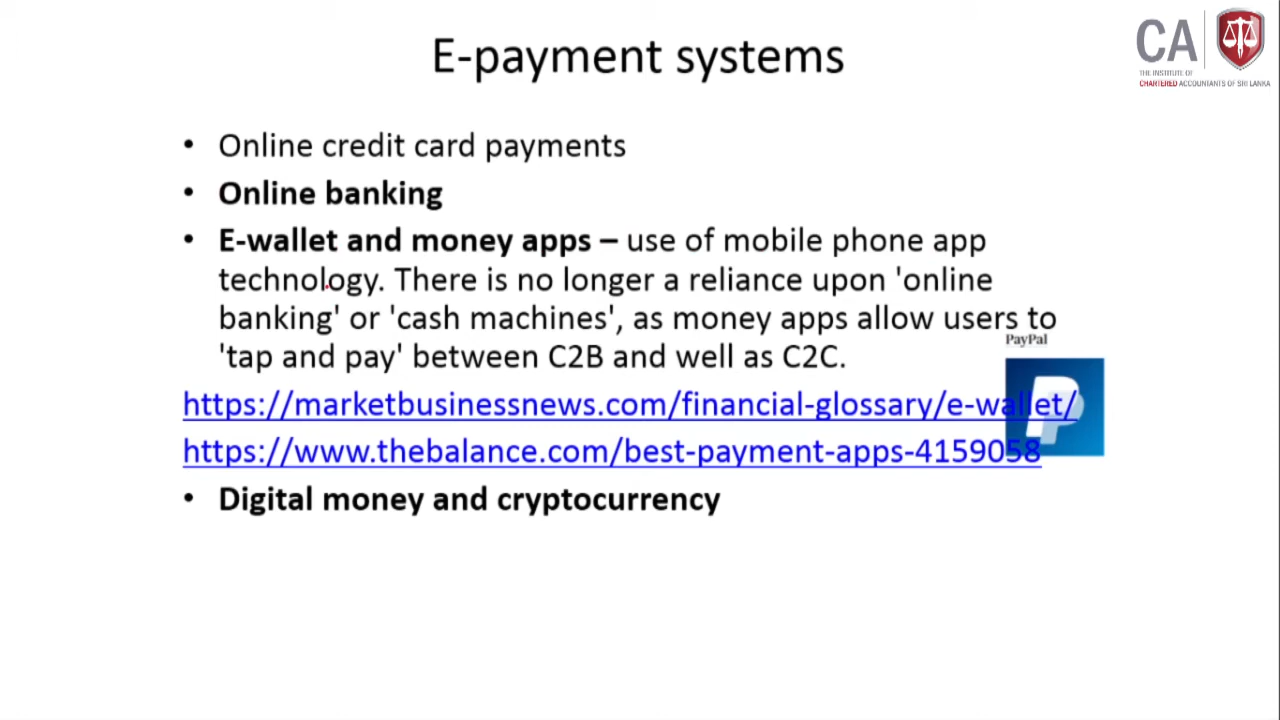 CA
THE INSTITUTE OF
CHARTERED ACCOUNTANTS OF SRI LANKA
E-payment systems
• Online credit card payments
• Online banking
• E-wallet and money apps – use of mobile phone app
technology. There is no longer a reliance upon 'online
banking' or 'cash machines', as money apps allow users to
'tap and pay' between C2B and well as C2C.
PayPal
https://marketbusinessnews.com/financial-glossary/e-wallet/
https://www.thebalance.com/best-payment-apps-4159058
• Digital money and cryptocurrency